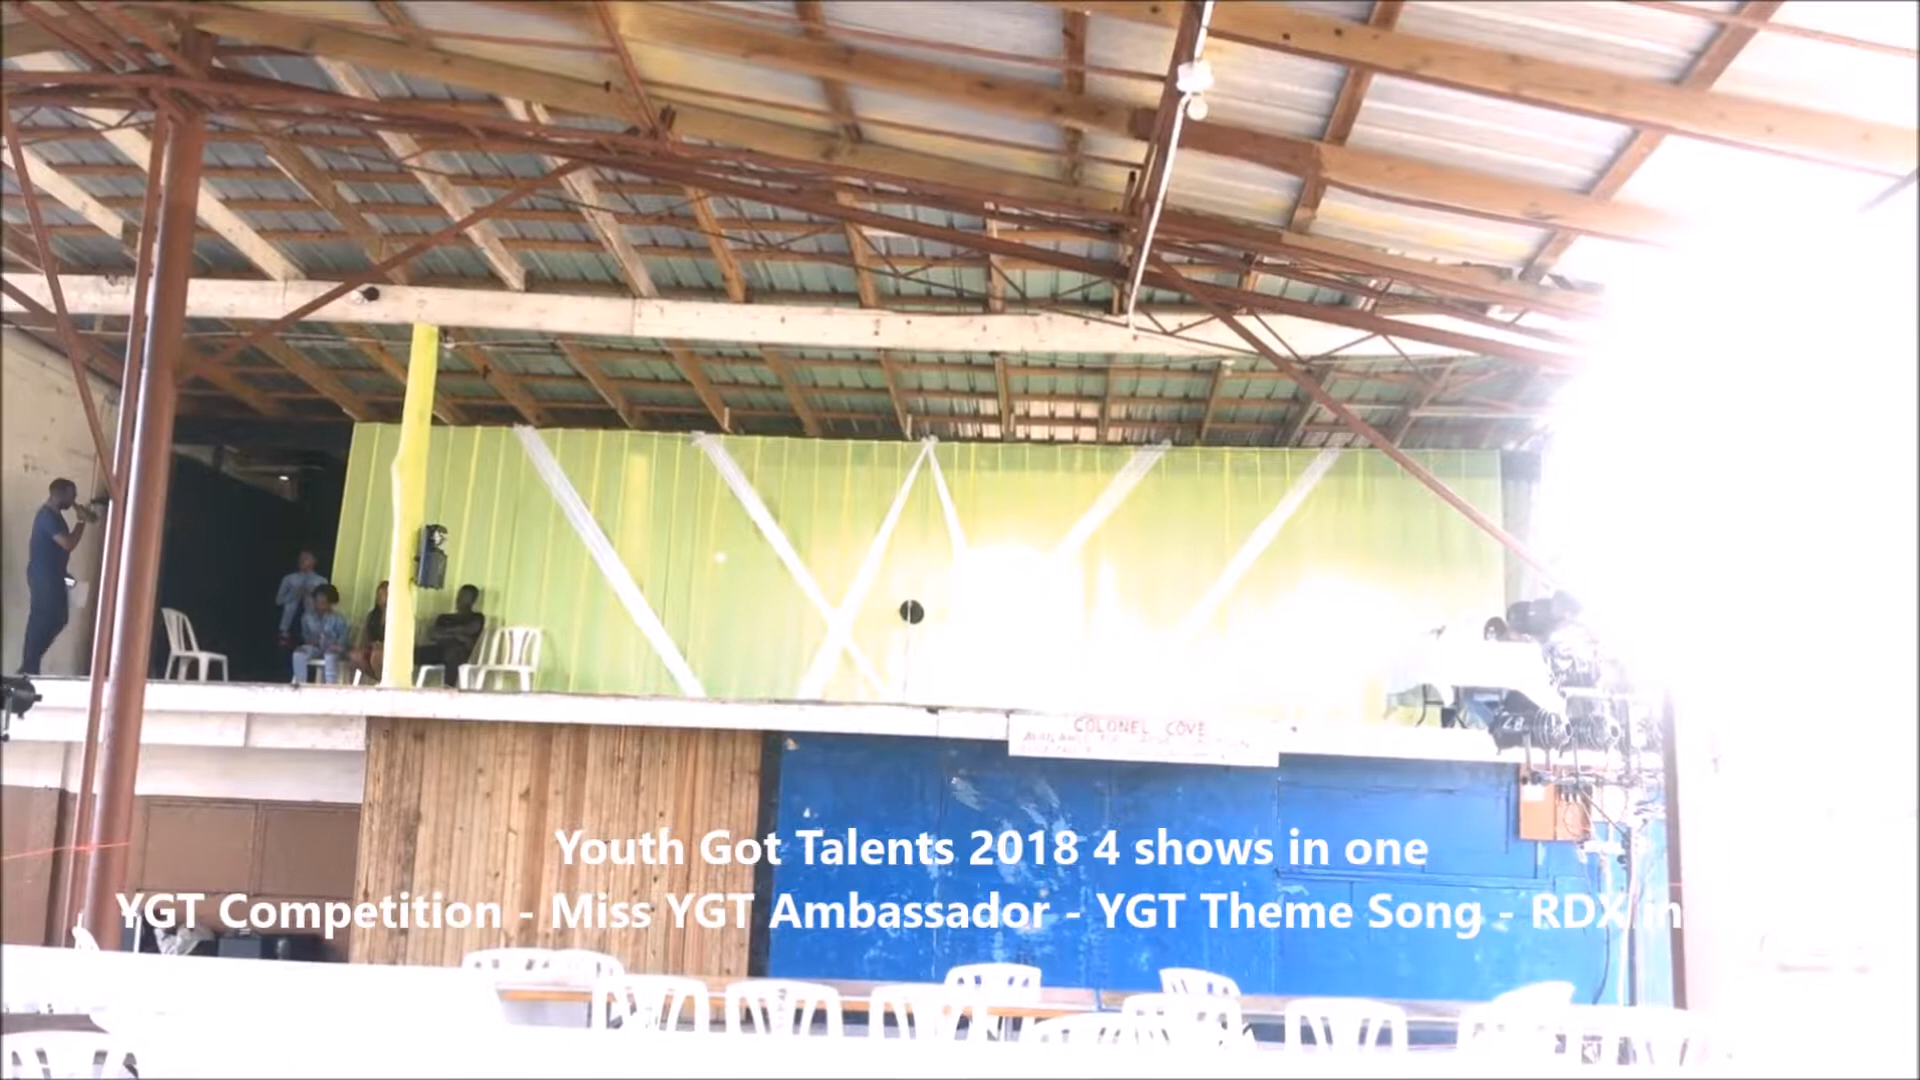 COLONEL COVE
Youth Got Talents 2018 4 shows in one
YGT Competition - Miss YGT Ambassador - YGT Theme Song - RDX in